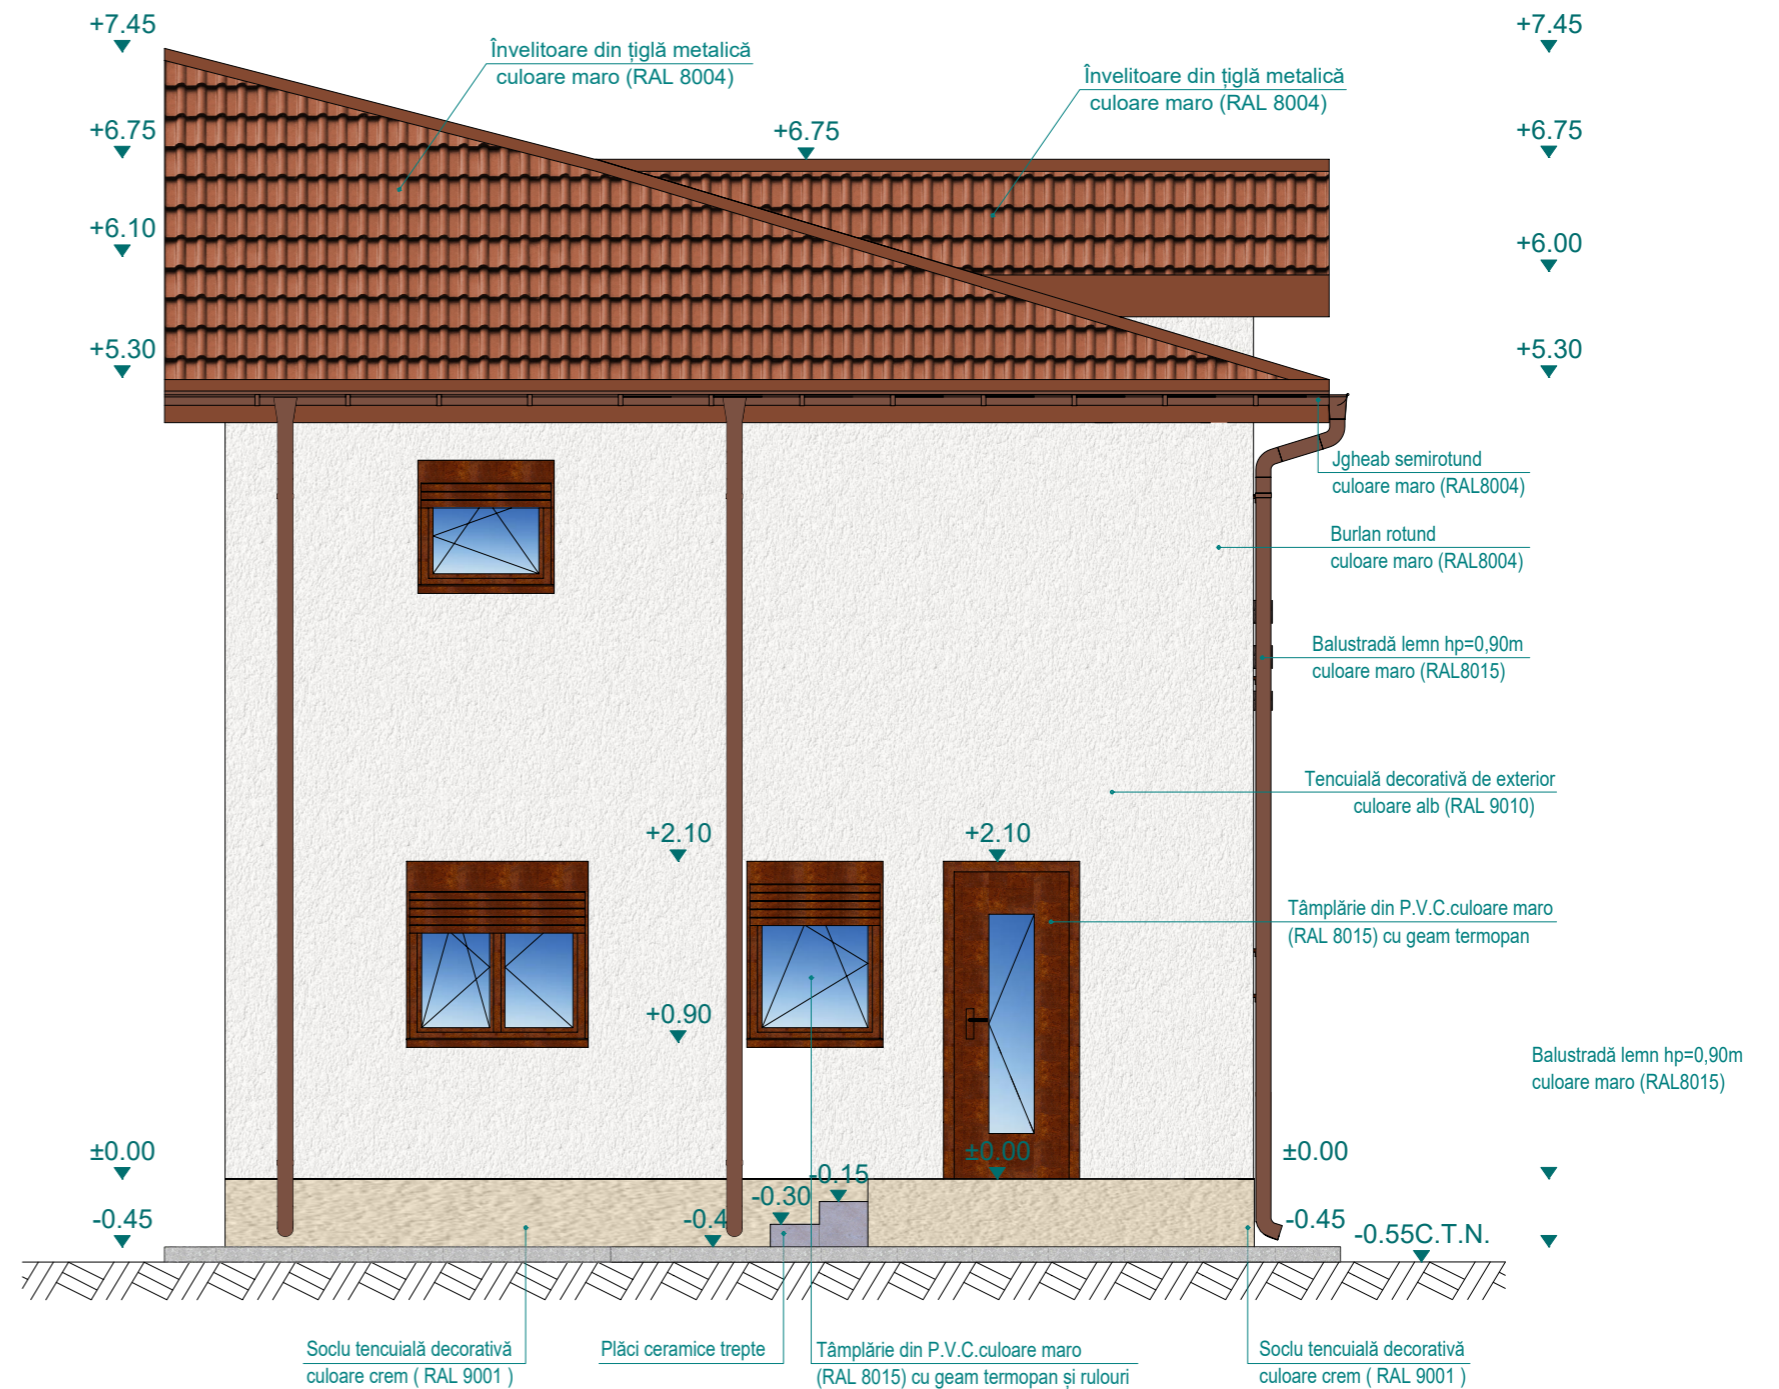 +7.45
+7.45
Învelitoare din țiglă metalică
culoare maro (RAL 8004)
Învelitoare din țiglă metalică
culoare maro (RAL 8004)
+6.75
+6.75
+6.75
+6.10
+6.00
+5.30
+5.30
Jgheab semirotund
culoare maro (RAL8004)
Burlan rotund
culoare maro (RAL8004)
Balustradă lemn hp=0,90m
culoare maro (RAL8015)
Tencuială decorativă de exterior
culoare alb (RAL 9010)
+2.10
+2.10
Tâmplărie din P.V.C.culoare maro
(RAL 8015) cu geam termopan
+0.90
Balustradă lemn hp=0,90m
culoare maro (RAL8015)
±0.00
±0.00
±0.00
-0.15
-0.30
-0.45
-0.4
-0.45
-0.55C.T.N.
Soclu tencuială decorativă
culoare crem ( RAL 9001 )
Plăci ceramice trepte
Tâmplărie din P.V.C.culoare maro
(RAL 8015) cu geam termopan și rulouri
Soclu tencuială decorativă
culoare crem ( RAL 9001 )